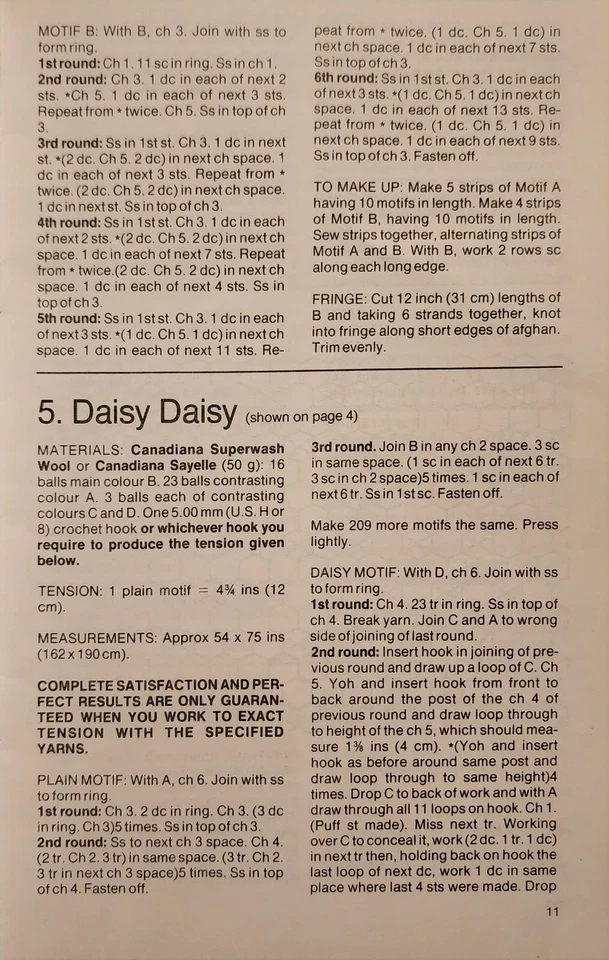 MOTIF B: With B, ch 3. Join with ss to
form ring.
1st round: Ch 1. 11 sc in ring. Ss in ch 1.
2nd round: Ch 3. 1 dc in each of next 2
sts. *Ch 5. 1 dc in each of next 3 sts.
Repeat from * twice. Ch 5. Ss in top of ch
3.
3rd round: Ss in 1st st. Ch 3. 1 dc in next
st. *(2 dc. Ch 5. 2 dc) in next ch space. 1
dc in each of next 3 sts. Repeat from *
twice. (2 dc. Ch 5. 2 dc) in next ch space.
1 dc in next st. Ss in top of ch 3.
4th round: Ss in 1st st. Ch 3. 1 dc in each
of next 2 sts. *(2 dc. Ch 5. 2 dc) in next ch
space. 1 dc in each of next 7 sts. Repeat
from * twice.(2 dc. Ch 5. 2 dc) in next ch
space. 1 dc in each of next 4 sts. Ss in
top of ch 3.
5th round: Ss in 1st st. Ch 3. 1 dc in each
of next 3 sts. *(1 dc. Ch 5. 1 dc) in next ch
space. 1 dc in each of next 11 sts. Re-
peat from * twice. (1 dc. Ch 5. 1 dc) in
next ch space. 1 dc in each of next 7 sts.
Ss in top of ch 3.
6th round: Ss in 1st st. Ch 3. 1 dc in each
of next 3 sts. *(1 dc. Ch 5. 1 dc) in next ch
space. 1 dc in each of next 13 sts. Re-
peat from * twice. (1 dc. Ch 5. 1 dc) in
next ch space. 1 dc in each of next 9 sts.
Ss in top of ch 3. Fasten off.
TO MAKE UP: Make 5 strips of Motif A
having 10 motifs in length. Make 4 strips
of Motif B, having 10 motifs in length.
Sew strips together, alternating strips of
Motif A and B. With B, work 2 rows sc
along each long edge.
FRINGE: Cut 12 inch (31 cm) lengths of
B and taking 6 strands together, knot
into fringe along short edges of afghan.
Trim evenly.
5. Daisy Daisy (shown on page 4)
MATERIALS: Canadiana Superwash
Wool or Canadiana Sayelle (50 g): 16
balls main colour B. 23 balls contrasting
colour A. 3 balls each of contrasting
colours C and D. One 5.00 mm (U.S. H or
8) crochet hook or whichever hook you
require to produce the tension given
below.
TENSION: 1 plain motif = 4¾ ins (12
cm).
MEASUREMENTS: Approx 54 x 75 ins
(162 x 190 cm).
COMPLETE SATISFACTION AND PER-
FECT RESULTS ARE ONLY GUARAN-
TEED WHEN YOU WORK TO EXACT
TENSION WITH THE SPECIFIED
YARNS.
PLAIN MOTIF: With A, ch 6. Join with ss
to form ring.
1st round: Ch 3. 2 dc in ring. Ch 3. (3 dc
in ring. Ch 3)5 times. Ss in top of ch 3.
2nd round: Ss to next ch 3 space. Ch 4.
(2 tr. Ch 2. 3 tr) in same space. (3 tr. Ch 2.
3 tr in next ch 3 space)5 times. Ss in top
of ch 4. Fasten off.
3rd round. Join B in any ch 2 space. 3 sc
in same space. (1 sc in each of next 6 tr.
3 sc in ch 2 space)5 times. 1 sc in each of
next 6 tr. Ss in 1st sc. Fasten off.
Make 209 more motifs the same. Press
lightly.
DAISY MOTIF: With D, ch 6. Join with ss
to form ring.
1st round: Ch 4. 23 tr in ring. Ss in top of
ch 4. Break yarn. Join C and A to wrong
side of joining of last round.
2nd round: Insert hook in joining of pre-
vious round and draw up a loop of C. Ch
5. Yoh and insert hook from front to
back around the post of the ch 4 of
previous round and draw loop through
to height of the ch 5, which should mea-
sure 1⅜ ins (4 cm). *(Yoh and insert
hook as before around same post and
draw loop through to same height)4
times. Drop C to back of work and with A
draw through all 11 loops on hook. Ch 1.
(Puff st made). Miss next tr. Working
over C to conceal it, work (2 dc. 1 tr. 1 dc)
in next tr then, holding back on hook the
last loop of next dc, work 1 dc in same
place where last 4 sts were made. Drop
11